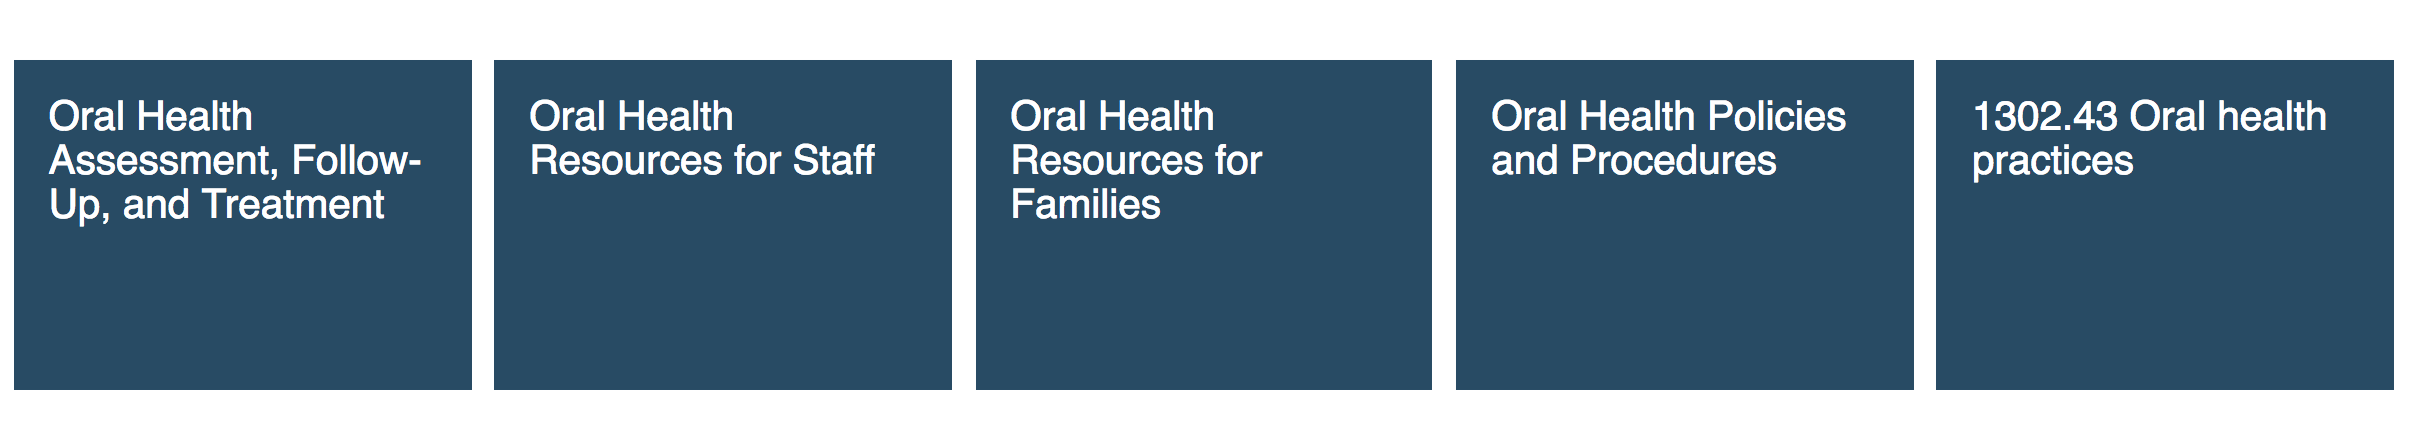 Oral Health
Assessment, Follow-
Up, and Treatment
Oral Health
Resources for Staff
Oral Health
Resources for
Families
Oral Health Policies
and Procedures
1302.43 Oral health
practices